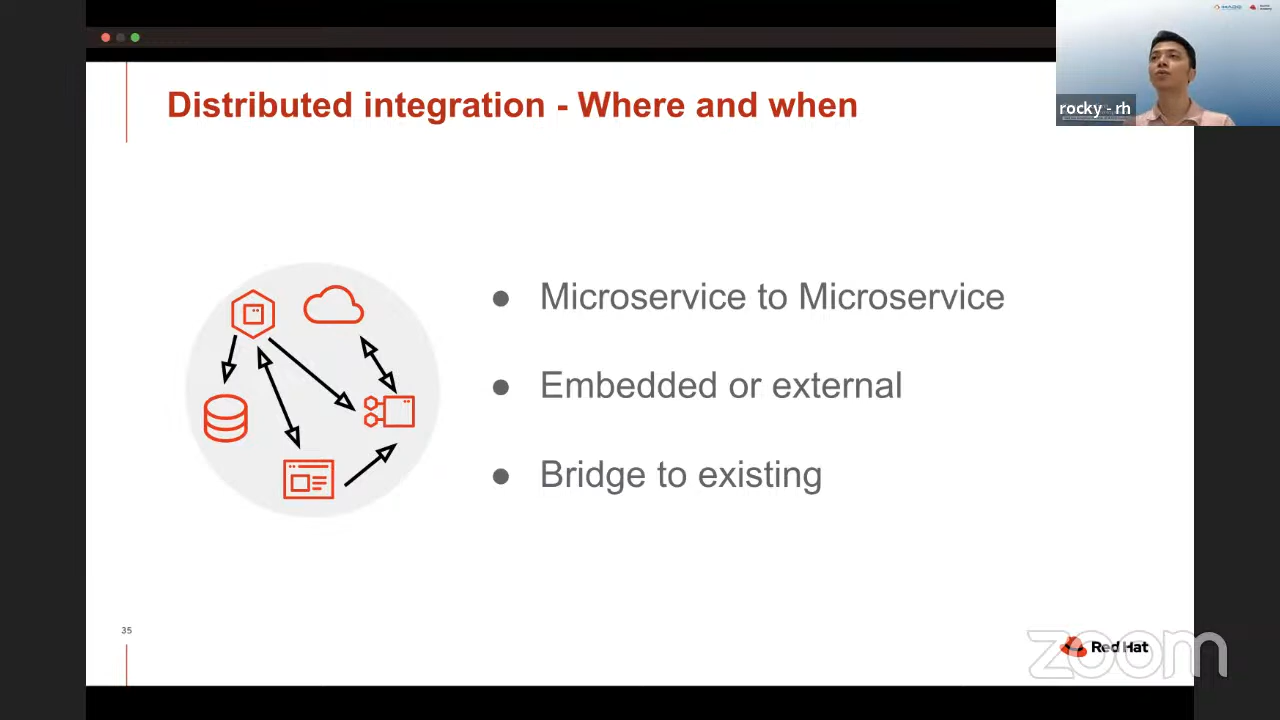 Distributed integration - Where and when
rocky - rh
● Microservice to Microservice
● Embedded or external
● Bridge to existing
35
Red Hat
zoom